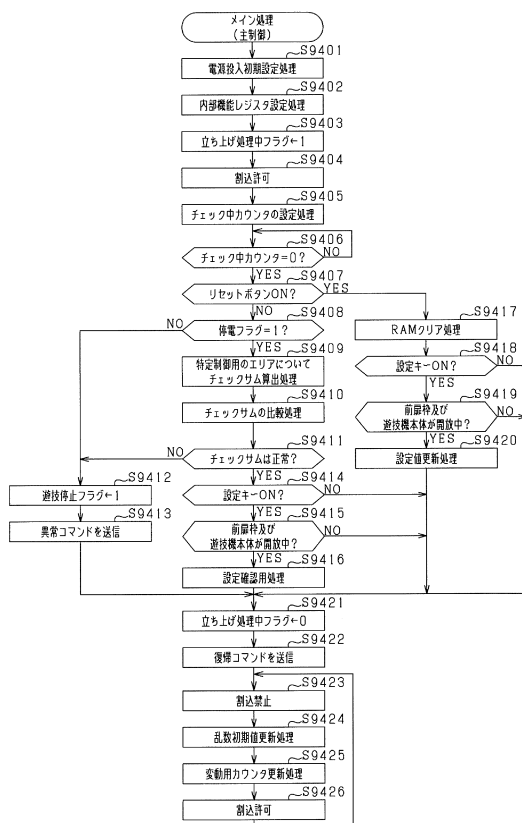 メイン処理
(主制御)
S9401
電源投入初期設定処理
S9402
内部機能レジスタ設定処理
S9403
立ち上げ処理中フラグ←1
S9404
割込許可
S9405
チェック中カウンタの設定処理
S9406
チェック中カウンタ=0?
NO
YES
S9407
リセットボタンON?
YES
NO
S9408
停電フラグ=1?
NO
YES
S9409
特定制御用のエリアについて
チェックサム算出処理
S9410
チェックサムの比較処理
S9411
チェックサムは正常?
NO
YES
S9412
遊技停止フラグ←1
S9413
異常コマンドを送信
S9414
設定キーON?
NO
YES
S9415
前扉枠及び
遊技機本体が開放中?
NO
YES
S9416
設定確認用処理
S9417
RAMクリア処理
S9418
設定キーON?
NO
YES
S9419
前扉枠及び
遊技機本体が開放中?
NO
YES
S9420
設定値更新処理
S9421
立ち上げ処理中フラグ←0
S9422
復帰コマンドを送信
S9423
割込禁止
S9424
乱数初期値更新処理
S9425
変動用カウンタ更新処理
S9426
割込許可